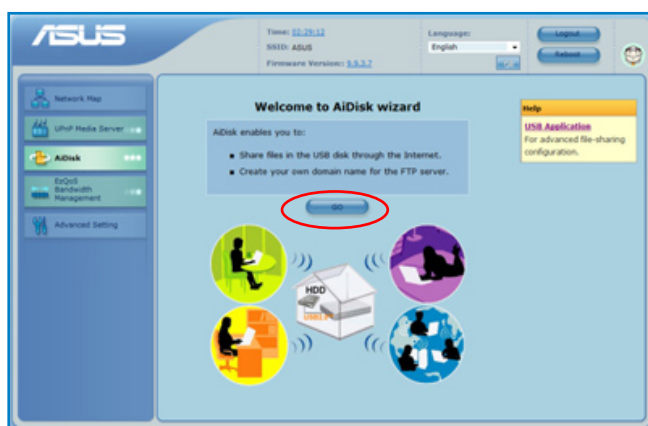 ASUS
Time: 02:29:12
SSID: ASUS
Firmware Version: 9.9.3.7
Language:
English
Logout
Reboot
Network Map
UPnP Media Server
AiDisk
EzQoS
Bandwidth
Management
Advanced Setting
Welcome to AiDisk wizard
AiDisk enables you to:
Share files in the USB disk through the Internet.
Create your own domain name for the FTP server.
GO
HDD
Help
USB Application
For advanced file-sharing
configuration.